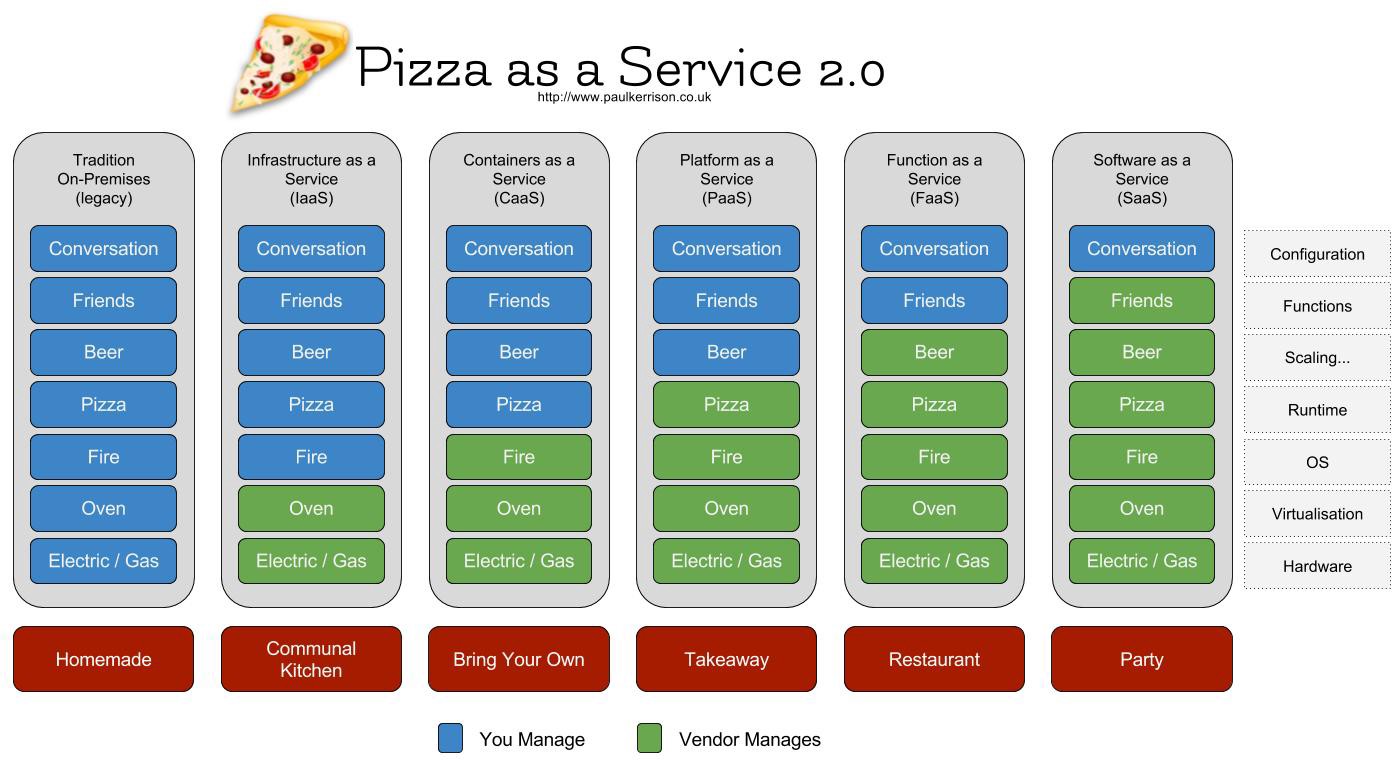 Pizza as a Service 2.0
http://www.paulkerrison.co.uk
Tradition
On-Premises
(legacy)
Conversation
Friends
Beer
Pizza
Fire
Oven
Electric / Gas
Homemade
Infrastructure as a
Service
(IaaS)
Conversation
Friends
Beer
Pizza
Fire
Oven
Electric / Gas
Communal
Kitchen
Containers as a
Service
(CaaS)
Conversation
Friends
Beer
Pizza
Fire
Oven
Electric / Gas
Bring Your Own
Platform as a
Service
(PaaS)
Conversation
Friends
Beer
Pizza
Fire
Oven
Electric / Gas
Takeaway
Function as a
Service
(FaaS)
Conversation
Friends
Beer
Pizza
Fire
Oven
Electric / Gas
Restaurant
Software as a
Service
(SaaS)
Conversation
Friends
Beer
Pizza
Fire
Oven
Electric / Gas
Party
Configuration
Functions
Scaling...
Runtime
OS
Virtualisation
Hardware
You Manage
Vendor Manages